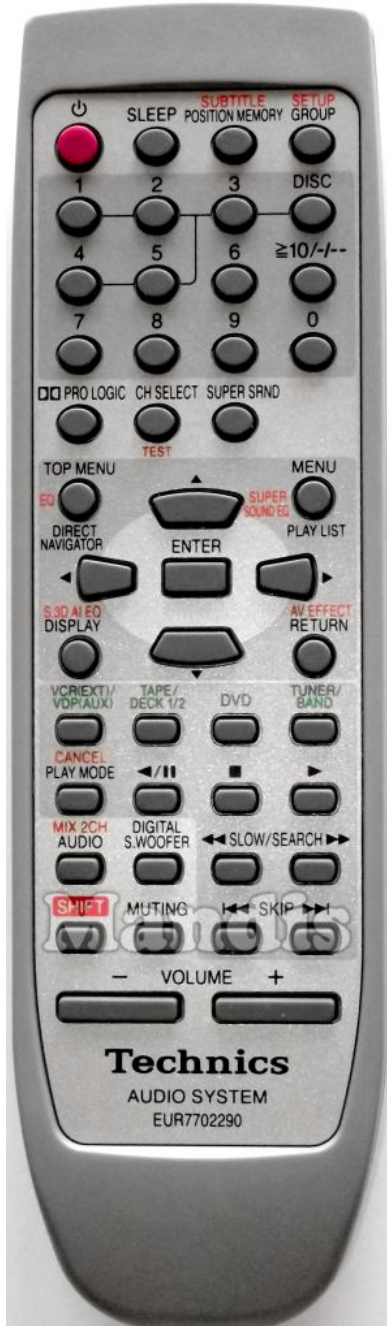 SUBTITLE SETUP
SLEEP POSITION MEMORY GROUP
1 2 3 DISC
4 5 6 ≧10/-/--
7 8 9 0
PRO LOGIC CH SELECT SUPER SRND
TEST
TOP MENU MENU
EQ SUPER
SOUND EQ
DIRECT
NAVIGATOR ENTER PLAY LIST
S.3D AI EQ AV EFFECT
DISPLAY RETURN
VCR(EXT)/ TAPE/ DVD TUNER/
VDP(AUX) DECK 1/2 BAND
CANCEL
PLAY MODE ◄/II ■ ►
MIX 2CH DIGITAL
AUDIO S.WOOFER ◄◄ SLOW/SEARCH ►►
SHIFT MUTING I◄◄ SKIP ►►I
Mandis
− VOLUME +
Technics
AUDIO SYSTEM
EUR7702290